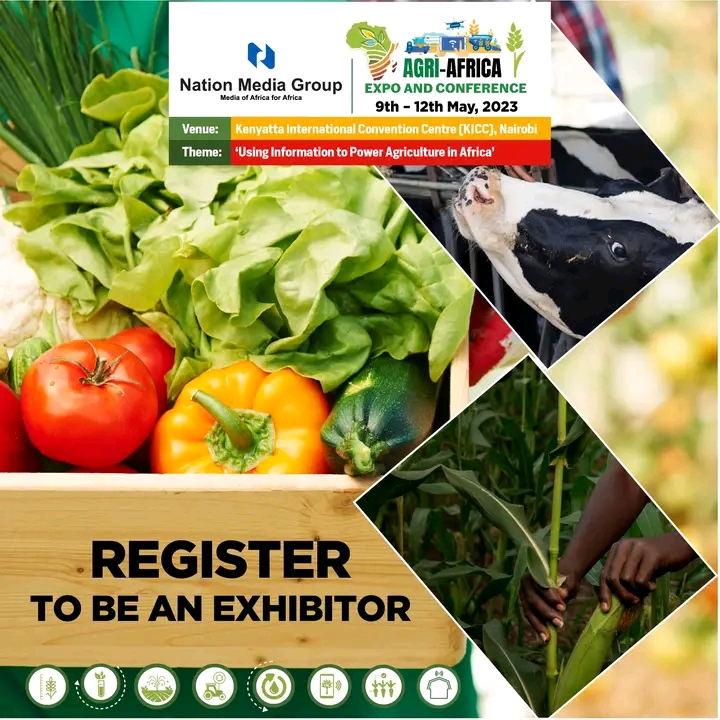 Nation Media Group
Media of Africa for Africa
AGRI-AFRICA
EXPO AND CONFERENCE
9th – 12th May, 2023
Venue: Kenyatta International Convention Centre (KICC), Nairobi
Theme: 'Using Information to Power Agriculture in Africa'
REGISTER
TO BE AN EXHIBITOR